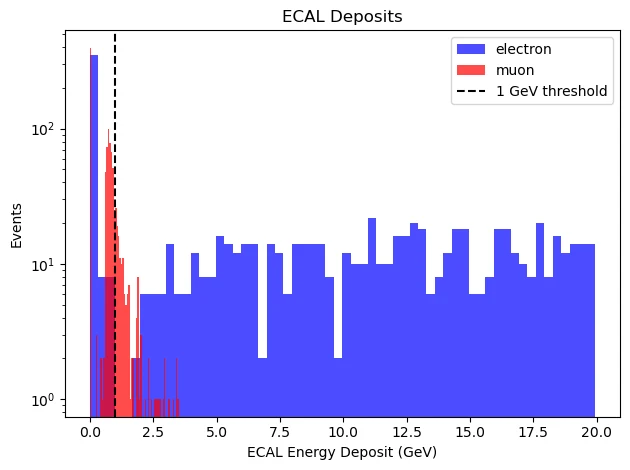 ECAL Deposits
electron
muon
1 GeV threshold
Events
10²
10¹
10⁰
0.0 2.5 5.0 7.5 10.0 12.5 15.0 17.5 20.0
ECAL Energy Deposit (GeV)